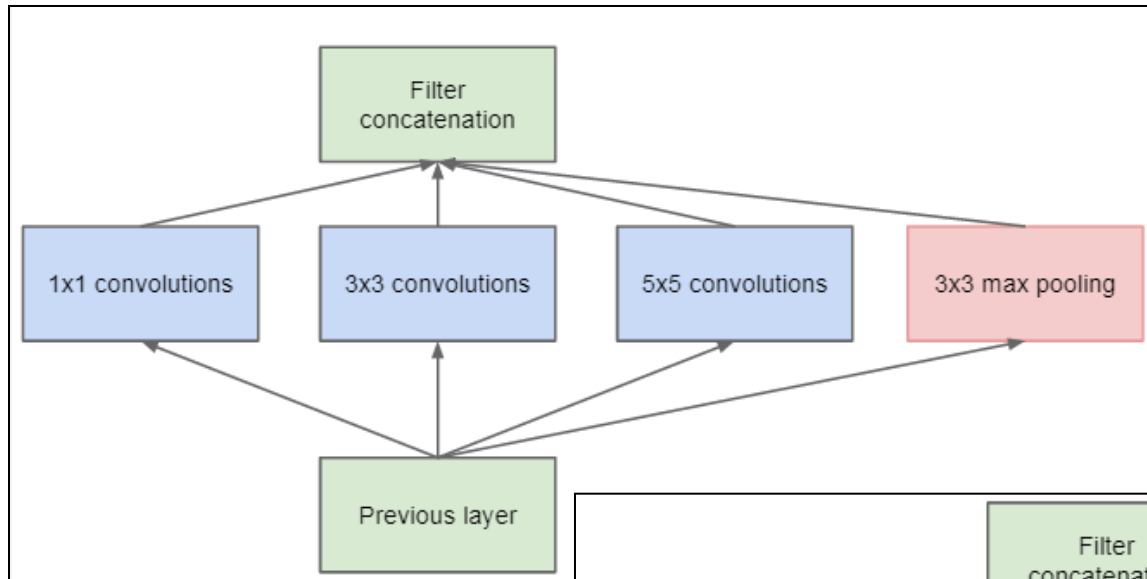 Filter
concatenation
1x1 convolutions
3x3 convolutions
5x5 convolutions
3x3 max pooling
Previous layer
Filter